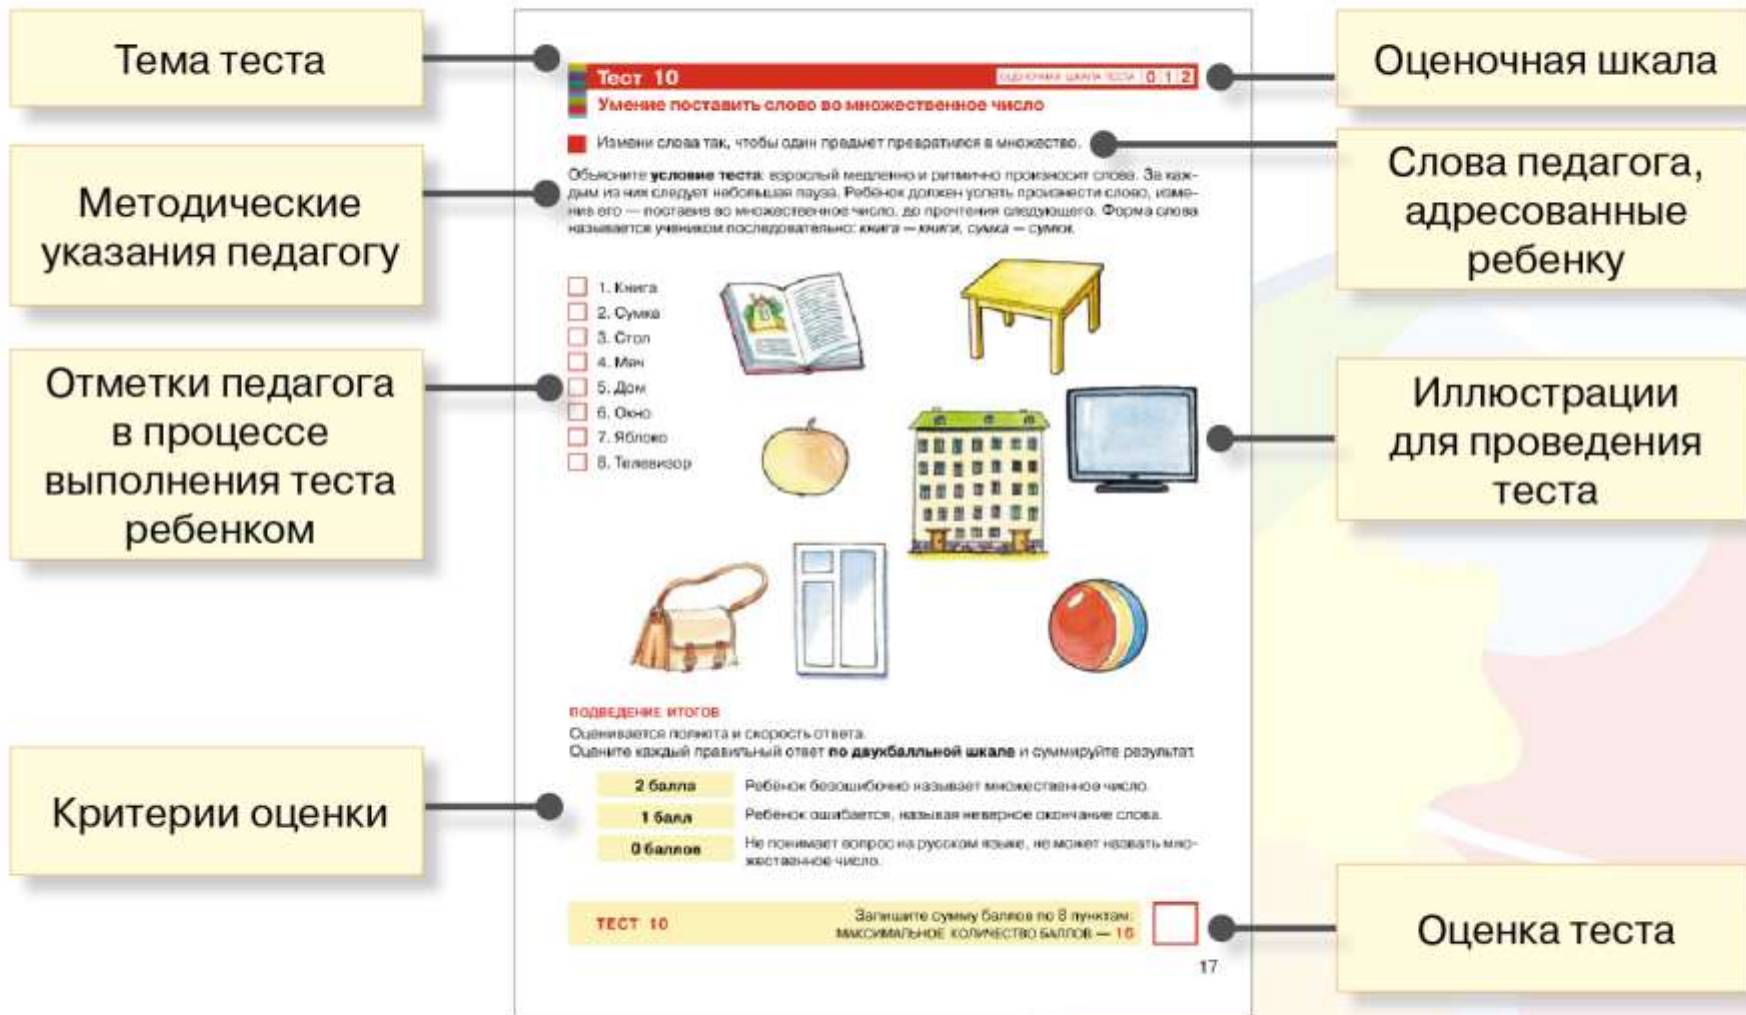 Тема теста
Методические
указания педагогу
Отметки педагога
в процессе
выполнения теста
ребенком
Критерии оценки
Тест 10
ОЦЕНОЧНАЯ ШКАЛА ТЕСТА 0 1 2
Умение поставить слово во множественное число
Измени слова так, чтобы один предмет превратился в множество.
Объясните условие теста: взрослый медленно и ритмично произносит слова. За каж-
дым из них следует небольшая пауза. Ребёнок должен успеть произнести слово, изме-
нив его — поставив во множественное число, до прочтения следующего. Форма слова
называется учеником последовательно: книга — книги, сумка — сумки.
1. Книга
2. Сумка
3. Стол
4. Мяч
5. Дом
6. Окно
7. Яблоко
8. Телевизор
ПОДВЕДЕНИЕ ИТОГОВ
Оценивается полнота и скорость ответа.
Оцените каждый правильный ответ по двухбалльной шкале и суммируйте результат.
2 балла Ребёнок безошибочно называет множественное число.
1 балл Ребёнок ошибается, называя неверное окончание слова.
0 баллов Не понимает вопрос на русском языке, не может назвать мно-
жественное число.
ТЕСТ 10 Запишите сумму баллов по 8 пунктам.
МАКСИМАЛЬНОЕ КОЛИЧЕСТВО БАЛЛОВ — 16
17
Оценочная шкала
Слова педагога,
адресованные
ребенку
Иллюстрации
для проведения
теста
Оценка теста